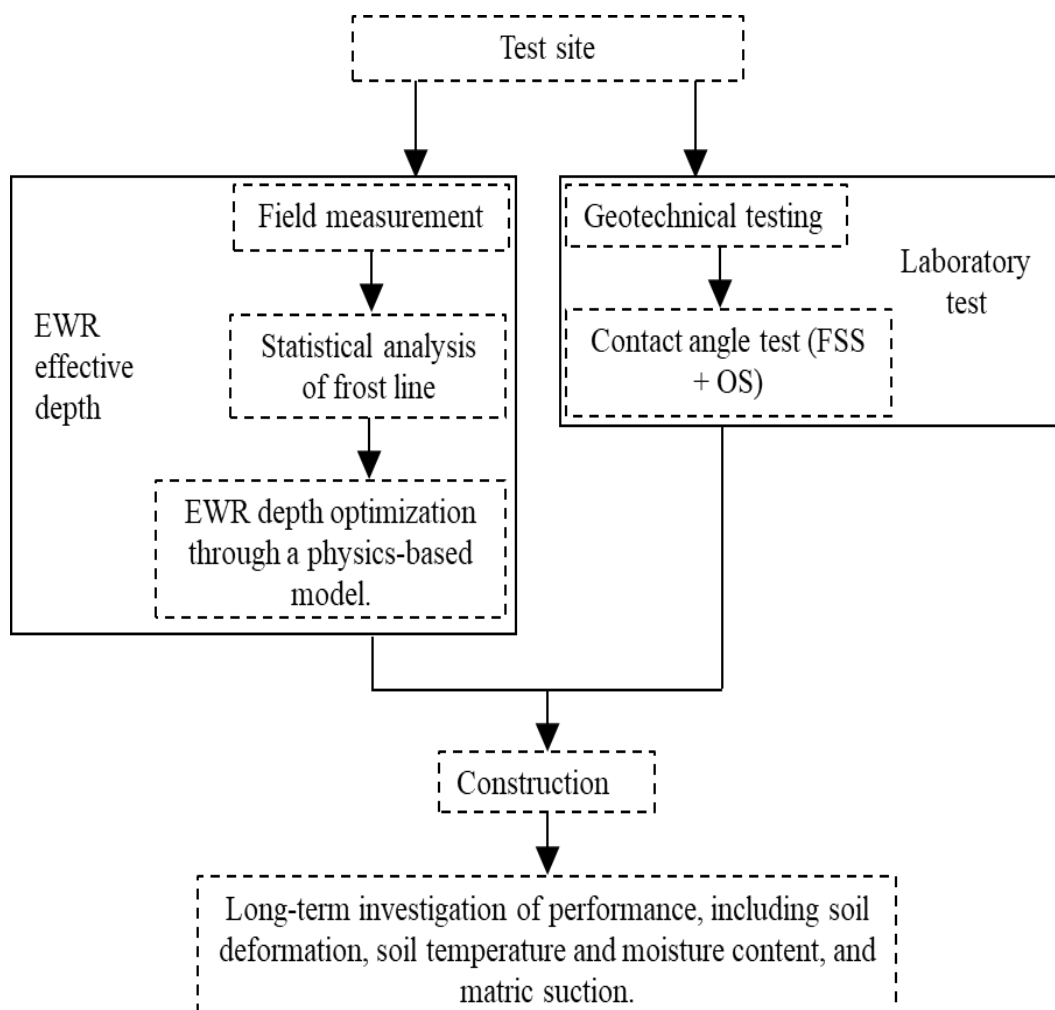 Test site
Field measurement
Statistical analysis
of frost line
EWR depth optimization
through a physics-based
model.
EWR
effective
depth
Geotechnical testing
Contact angle test (FSS
+ OS)
Laboratory
test
Construction
Long-term investigation of performance, including soil
deformation, soil temperature and moisture content, and
matric suction.